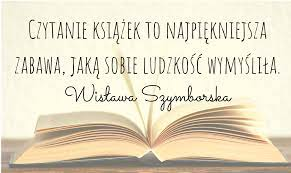 CZYTANIE KSIĄŻEK TO NAJPIĘKNIEJSZA
ZABAWA, JAKĄ SOBIE LUDZKOŚĆ WYMYŚLIŁA.
Wisława Szymborska